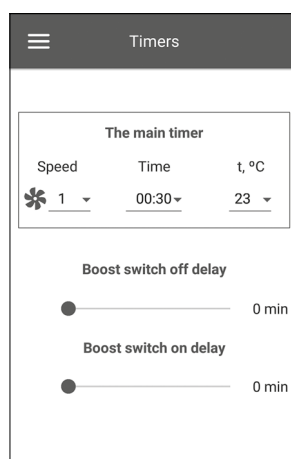 Timers
The main timer
Speed Time t, ºC
1 00:30 23
Boost switch off delay
0 min
Boost switch on delay
0 min